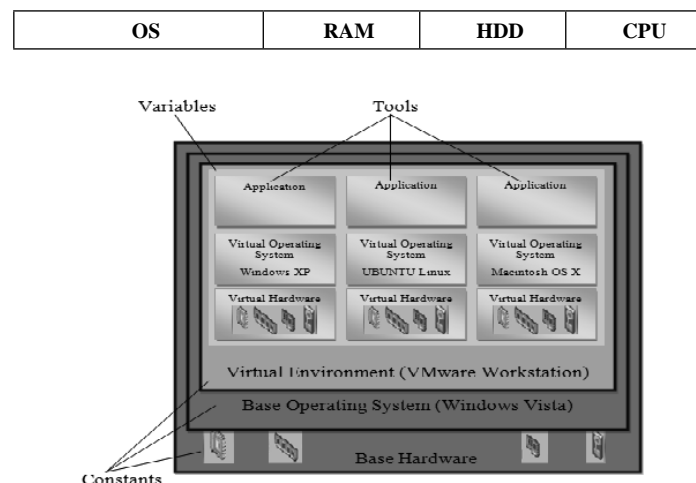 OS RAM HDD CPU
Variables Tools
Application Application Application
Virtual Operating Virtual Operating Virtual Operating
System System System
Windows XP UBUNTU Linux Macintosh OS X
Virtual Hardware Virtual Hardware Virtual Hardware
Virtual Environment (VMware Workstation)
Base Operating System (Windows Vista)
Base Hardware
Constants